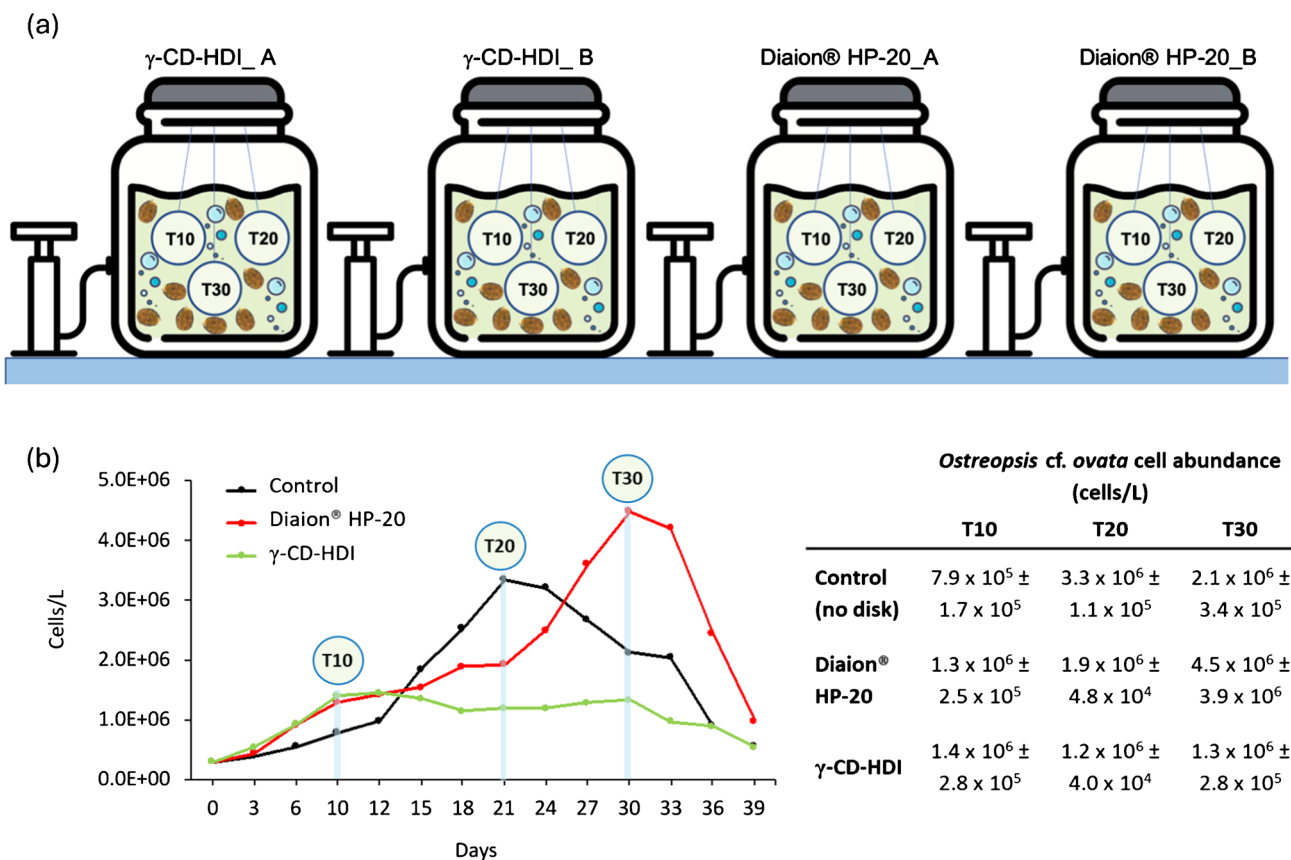 (a)
γ-CD-HDI_ A
γ-CD-HDI_ B
Diaion® HP-20_A
Diaion® HP-20_B
T10
T20
T30
T10
T20
T30
T10
T20
T30
T10
T20
T30
(b)
5.0E+06
4.0E+06
3.0E+06
2.0E+06
1.0E+06
0.0E+00
Cells/L
Control
Diaion® HP-20
γ-CD-HDI
T10
T20
T30
0 3 6 10 12 15 18 21 24 27 30 33 36 39
Days
Ostreopsis cf. ovata cell abundance
(cells/L)
T10 T20 T30
Control 7.9 x 10⁵ ± 3.3 x 10⁶ ± 2.1 x 10⁶ ±
(no disk) 1.7 x 10⁵ 1.1 x 10⁵ 3.4 x 10⁵
Diaion® 1.3 x 10⁶ ± 1.9 x 10⁶ ± 4.5 x 10⁶ ±
HP-20 2.5 x 10⁵ 4.8 x 10⁴ 3.9 x 10⁶
γ-CD-HDI 1.4 x 10⁶ ± 1.2 x 10⁶ ± 1.3 x 10⁶ ±
2.8 x 10⁵ 4.0 x 10⁴ 2.8 x 10⁵